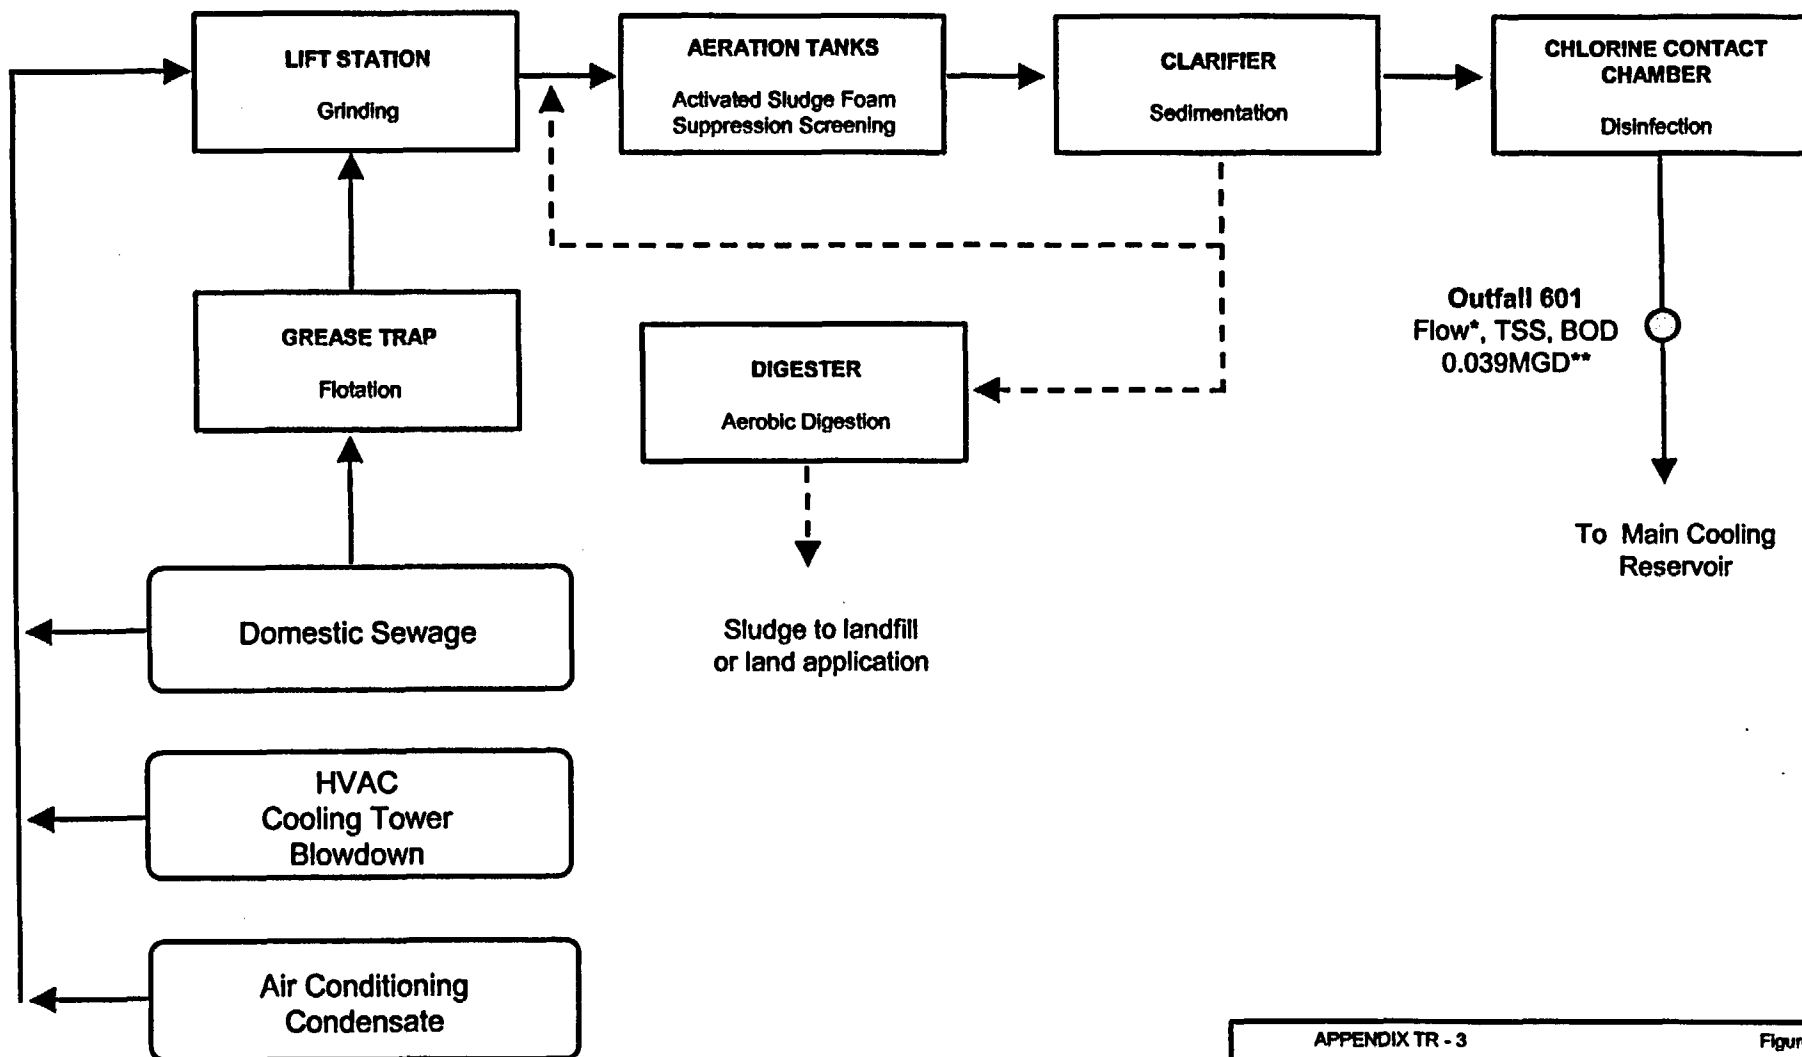 LIFT STATION
Grinding
AERATION TANKS
Activated Sludge Foam
Suppression Screening
CLARIFIER
Sedimentation
CHLORINE CONTACT
CHAMBER
Disinfection
GREASE TRAP
Flotation
DIGESTER
Aerobic Digestion
Outfall 601
Flow*, TSS, BOD
0.039MGD**
To Main Cooling
Reservoir
Domestic Sewage
Sludge to landfill
or land application
HVAC
Cooling Tower
Blowdown
Air Conditioning
Condensate
APPENDIX TR - 3